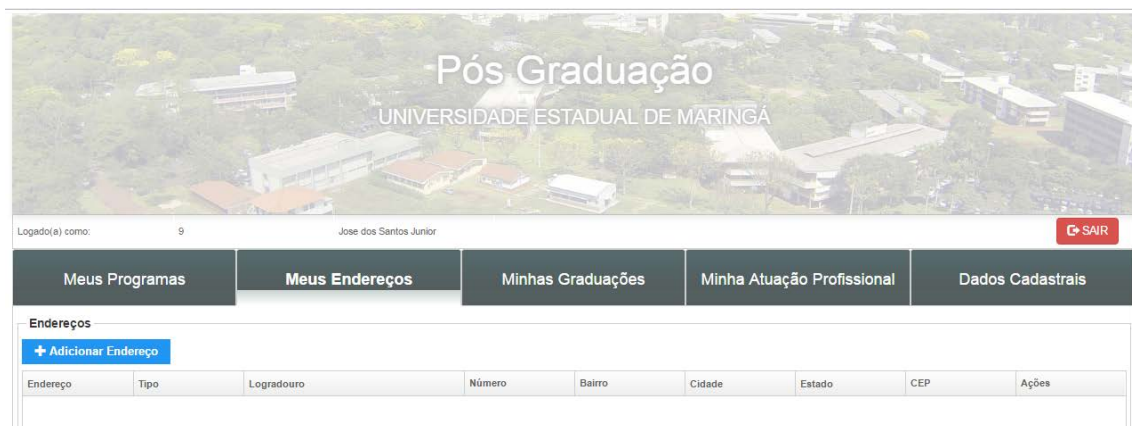 Pós Graduação
UNIVERSIDADE ESTADUAL DE MARINGÁ
Logado(a) como: 9 Jose dos Santos Junior SAIR
Meus Programas Meus Endereços Minhas Graduações Minha Atuação Profissional Dados Cadastrais
Endereços
+ Adicionar Endereço
Endereço Tipo Logradouro Número Bairro Cidade Estado CEP Ações